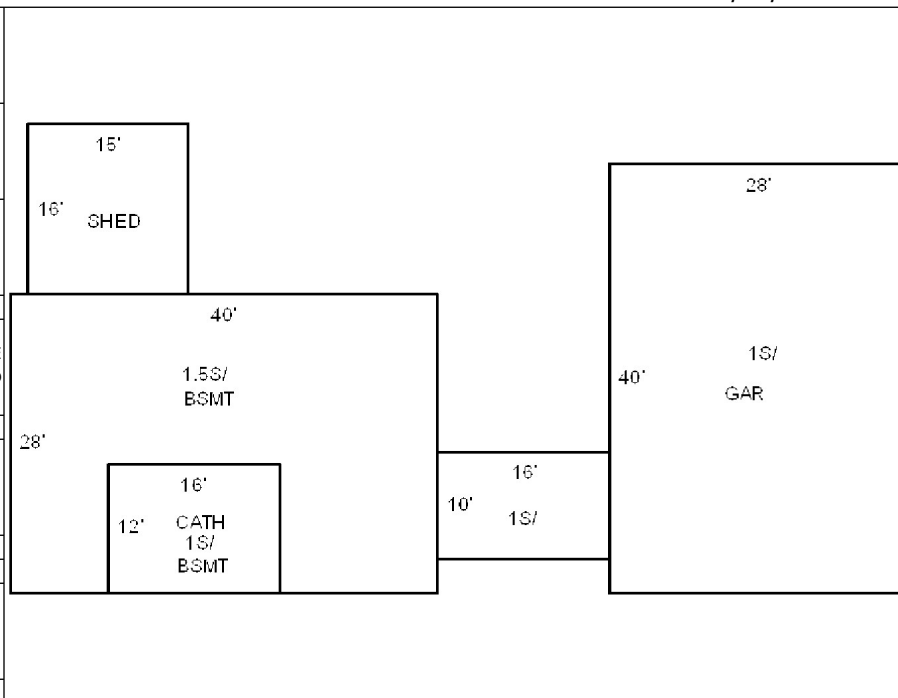 15'
16'
SHED
28'
40'
1.5S/
BSMT
1S/
40'
GAR
28'
16'
12'
CATH
1S/
BSMT
16'
10'
1S/